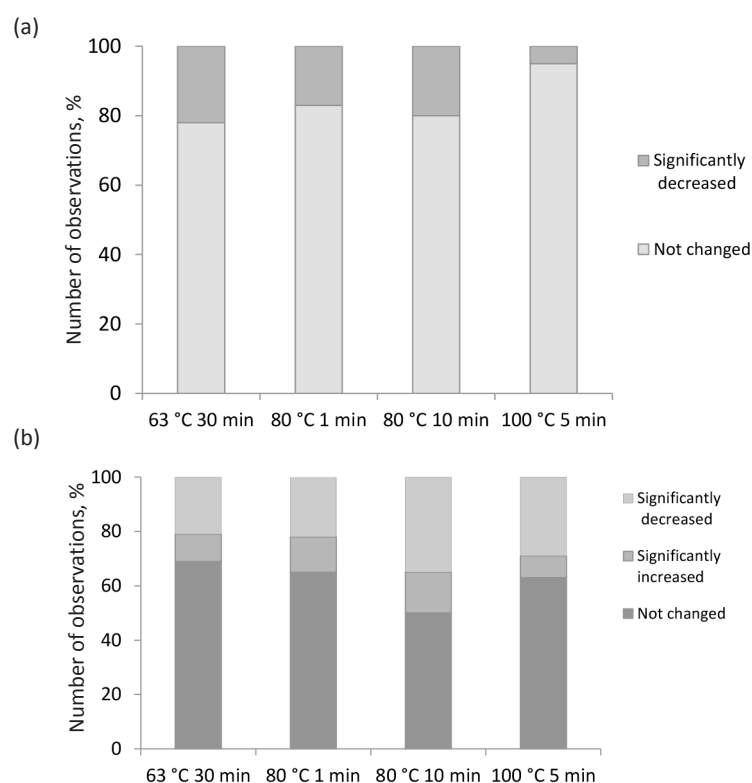 (a)
Number of observations, %
100
80
60
40
20
0
63 °C 30 min
80 °C 1 min
80 °C 10 min
100 °C 5 min
Significantly
decreased
Not changed
(b)
Number of observations, %
100
80
60
40
20
0
63 °C 30 min
80 °C 1 min
80 °C 10 min
100 °C 5 min
Significantly
decreased
Significantly
increased
Not changed